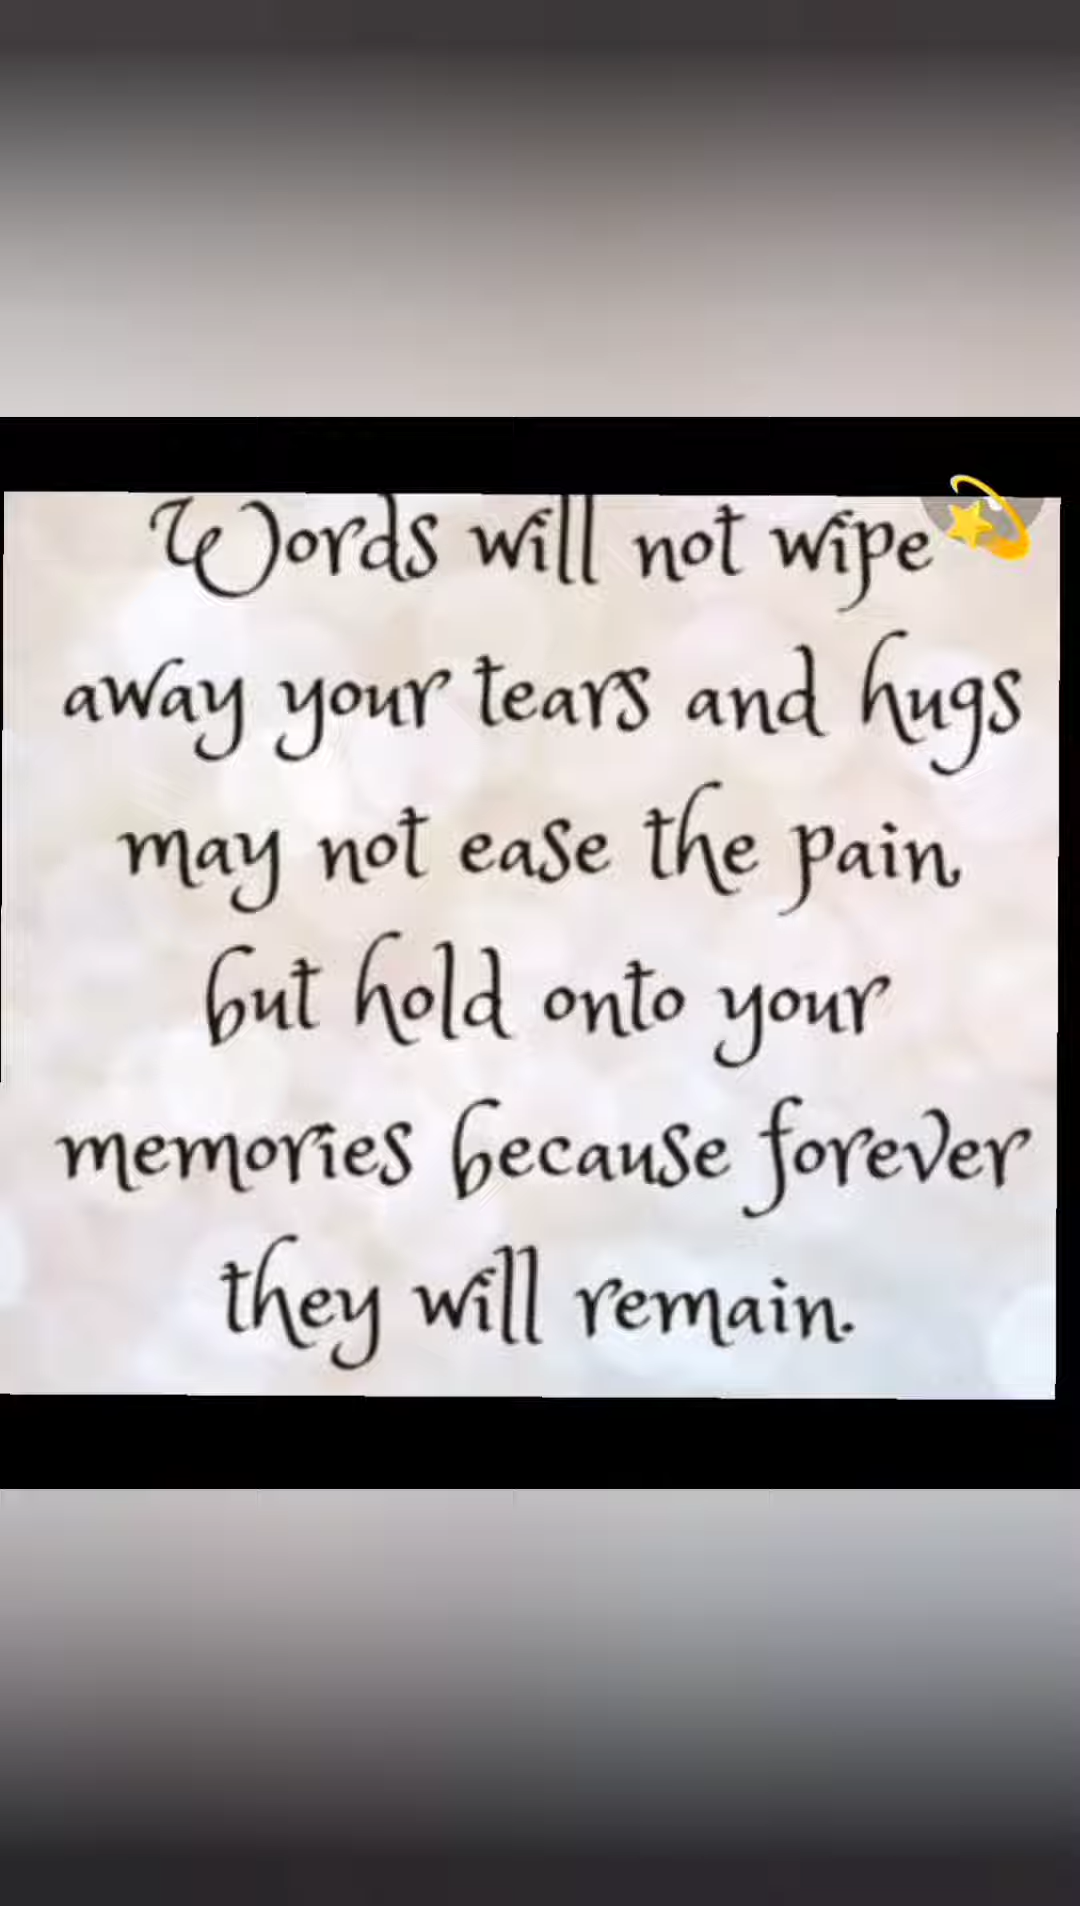 Words will not wipe
away your tears and hugs
may not ease the pain
but hold onto your
memories because forever
they will remain.